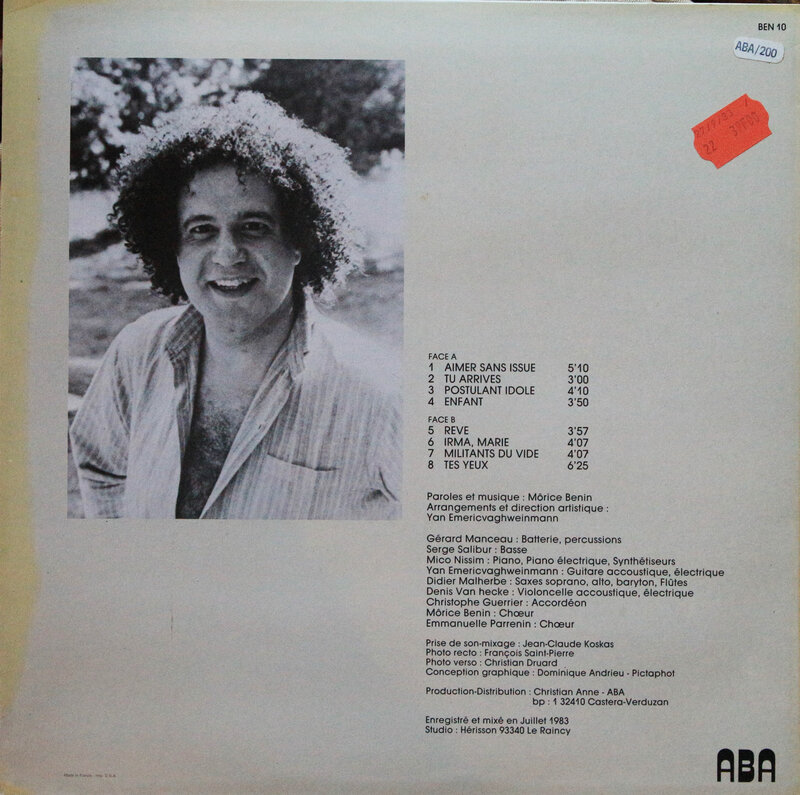 BEN 10
ABA/200
22 39F00
FACE A
1 AIMER SANS ISSUE 5'10
2 TU ARRIVES 3'00
3 POSTULANT IDOLE 4'10
4 ENFANT 3'50
FACE B
5 REVE 3'57
6 IRMA, MARIE 4'07
7 MILITANTS DU VIDE 4'07
8 TES YEUX 6'25
Paroles et musique : Môrice Benin
Arrangements et direction artistique :
Yan Emericvaghweinmann
Gérard Manceau : Batterie, percussions
Serge Salibur : Basse
Mico Nissim : Piano, Piano électrique, Synthétiseurs
Yan Emericvaghweinmann : Guitare accoustique, électrique
Didier Malherbe : Saxes soprano, alto, baryton, Flûtes
Denis Van hecke : Violoncelle accoustique, électrique
Christophe Guerrier : Accordéon
Môrice Benin : Chœur
Emmanuelle Parrenin : Chœur
Prise de son-mixage : Jean-Claude Koskas
Photo recto : François Saint-Pierre
Photo verso : Christian Druard
Conception graphique : Dominique Andrieu - Pictaphot
Production-Distribution : Christian Anne - ABA
bp : 1 32410 Castera-Verduzan
Enregistré et mixé en Juillet 1983
Studio : Hérisson 93340 Le Raincy
ABA